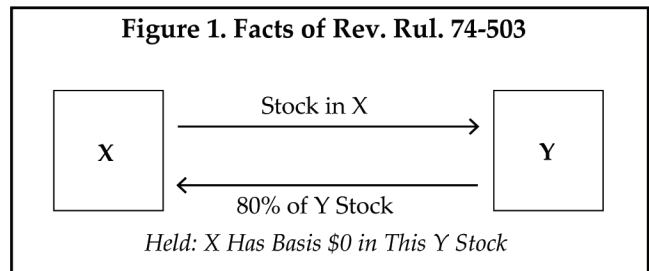 Figure 1. Facts of Rev. Rul. 74-503
Stock in X
X
Y
80% of Y Stock
Held: X Has Basis $0 in This Y Stock